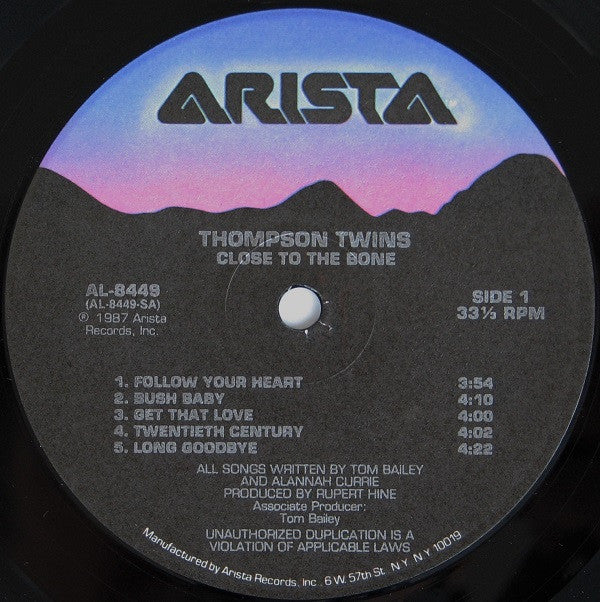 ARISTA
THOMPSON TWINS
CLOSE TO THE BONE
AL-8449
(AL-8449-SA)
℗ 1987 Arista
Records, Inc.
SIDE 1
33⅓ RPM
1. FOLLOW YOUR HEART 3:54
2. BUSH BABY 4:10
3. GET THAT LOVE 4:00
4. TWENTIETH CENTURY 4:02
5. LONG GOODBYE 4:22
ALL SONGS WRITTEN BY TOM BAILEY
AND ALANNAH CURRIE
PRODUCED BY RUPERT HINE
Associate Producer:
Tom Bailey
UNAUTHORIZED DUPLICATION IS A
VIOLATION OF APPLICABLE LAWS
Manufactured by Arista Records, Inc., 6 W. 57th St. N.Y. N.Y. 10019